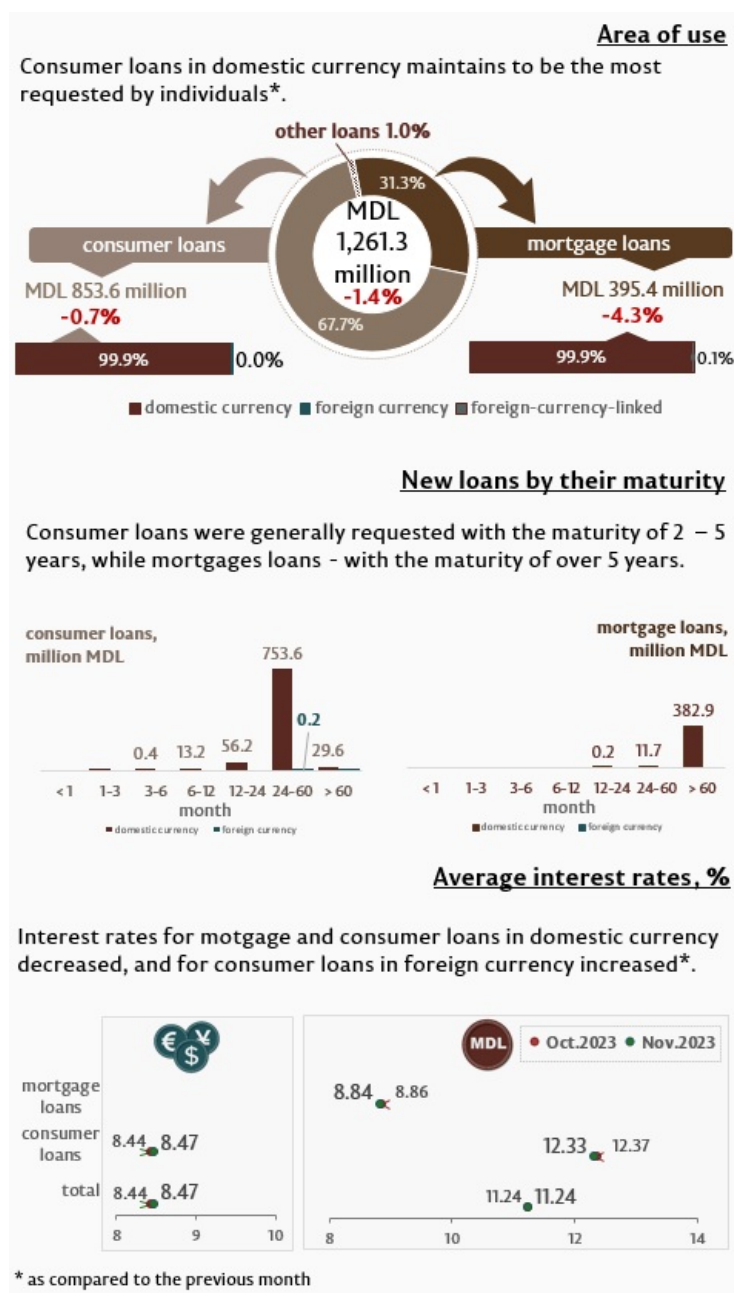 Area of use
Consumer loans in domestic currency maintains to be the most
requested by individuals*.
other loans 1.0%
31.3%
MDL
1,261.3
million
-1.4%
67.7%
consumer loans
MDL 853.6 million
-0.7%
99.9%
0.0%
mortgage loans
MDL 395.4 million
-4.3%
99.9%
0.1%
domestic currency foreign currency foreign-currency-linked
New loans by their maturity
Consumer loans were generally requested with the maturity of 2 – 5
years, while mortgages loans - with the maturity of over 5 years.
consumer loans,
million MDL
0.4 13.2 56.2 753.6 0.2 29.6
<1 1-3 3-6 6-12 12-24 24-60 >60
month
domestic currency foreign currency
mortgage loans,
million MDL
0.2 11.7 382.9
<1 1-3 3-6 6-12 12-24 24-60 >60
month
domestic currency foreign currency
Average interest rates, %
Interest rates for motgage and consumer loans in domestic currency
decreased, and for consumer loans in foreign currency increased*.
€ ¥
$
MDL Oct.2023 Nov.2023
mortgage
loans
8.84 8.86
consumer
loans
8.44 8.47 12.33 12.37
total 8.44 8.47 11.24 11.24
8 9 10 8 10 12 14
* as compared to the previous month